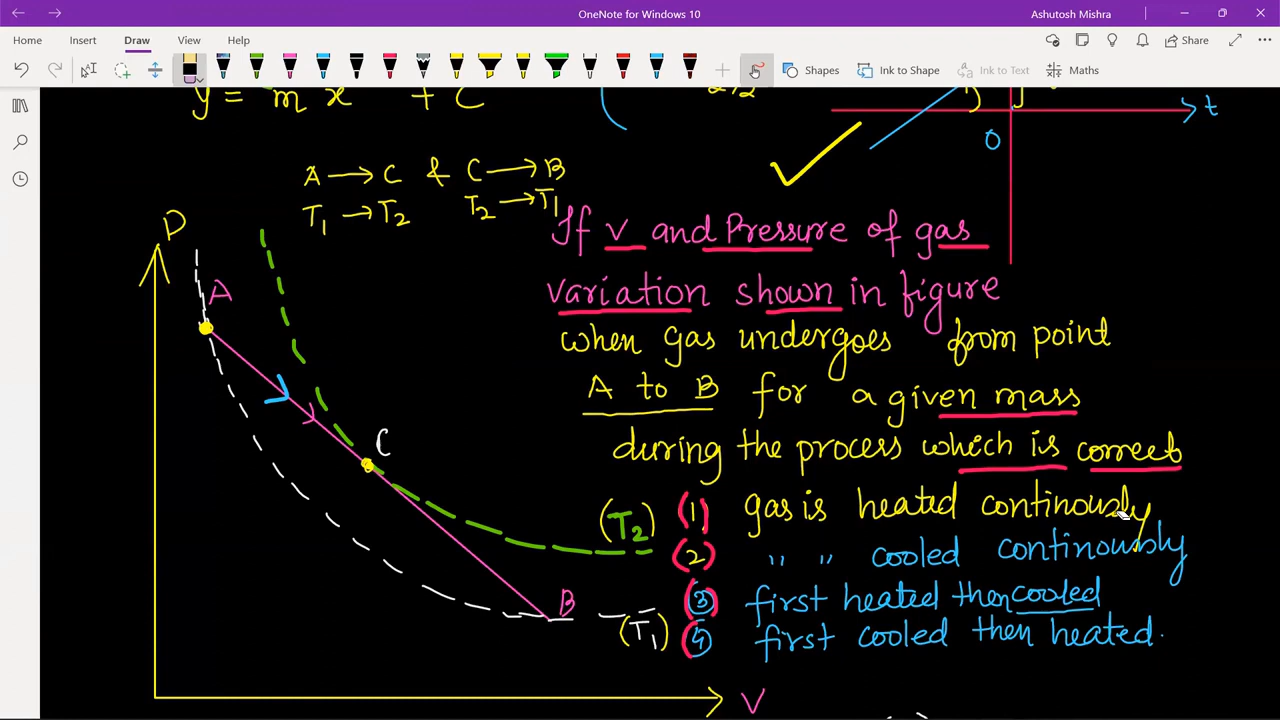 OneNote for Windows 10
Ashutosh Mishra
Home Insert Draw View Help
Share
Shapes
Ink to Shape
Ink to Text
Maths
y = m x + C
t
0
A → C & C → B
T1 → T2 T2 → T1
P
A
C
B
V
(T2)
(T1)
If V and Pressure of gas
variation shown in figure
when gas undergoes from point
A to B for a given mass
during the process which is correct
(1) gas is heated continously
(2) " " cooled continously
(3) first heated then cooled
(4) first cooled then heated.